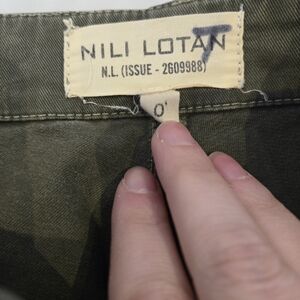 NILI LOTAN
N.L. (ISSUE - 2609988)
0'